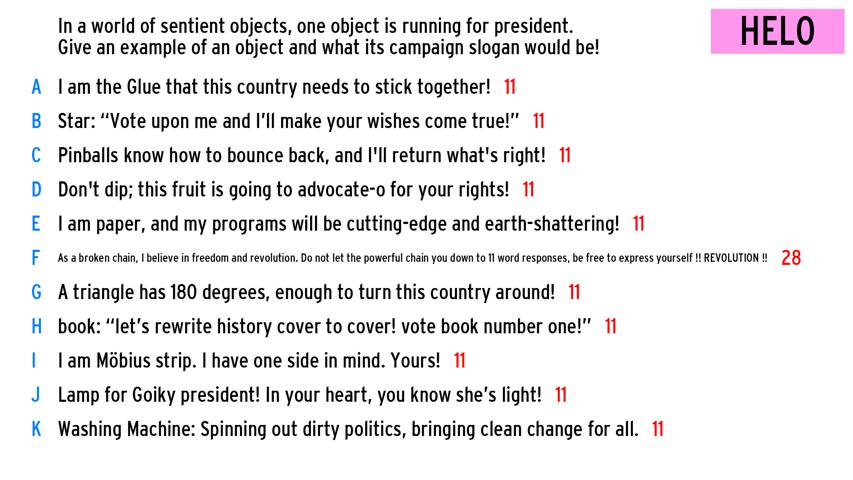 In a world of sentient objects, one object is running for president.
Give an example of an object and what its campaign slogan would be!
HELO
A I am the Glue that this country needs to stick together! 11
B Star: “Vote upon me and I’ll make your wishes come true!” 11
C Pinballs know how to bounce back, and I'll return what's right! 11
D Don't dip; this fruit is going to advocate-o for your rights! 11
E I am paper, and my programs will be cutting-edge and earth-shattering! 11
F As a broken chain, I believe in freedom and revolution. Do not let the powerful chain you down to 11 word responses, be free to express yourself !! REVOLUTION !! 28
G A triangle has 180 degrees, enough to turn this country around! 11
H book: “let’s rewrite history cover to cover! vote book number one!” 11
I I am Möbius strip. I have one side in mind. Yours! 11
J Lamp for Goiky president! In your heart, you know she’s light! 11
K Washing Machine: Spinning out dirty politics, bringing clean change for all. 11